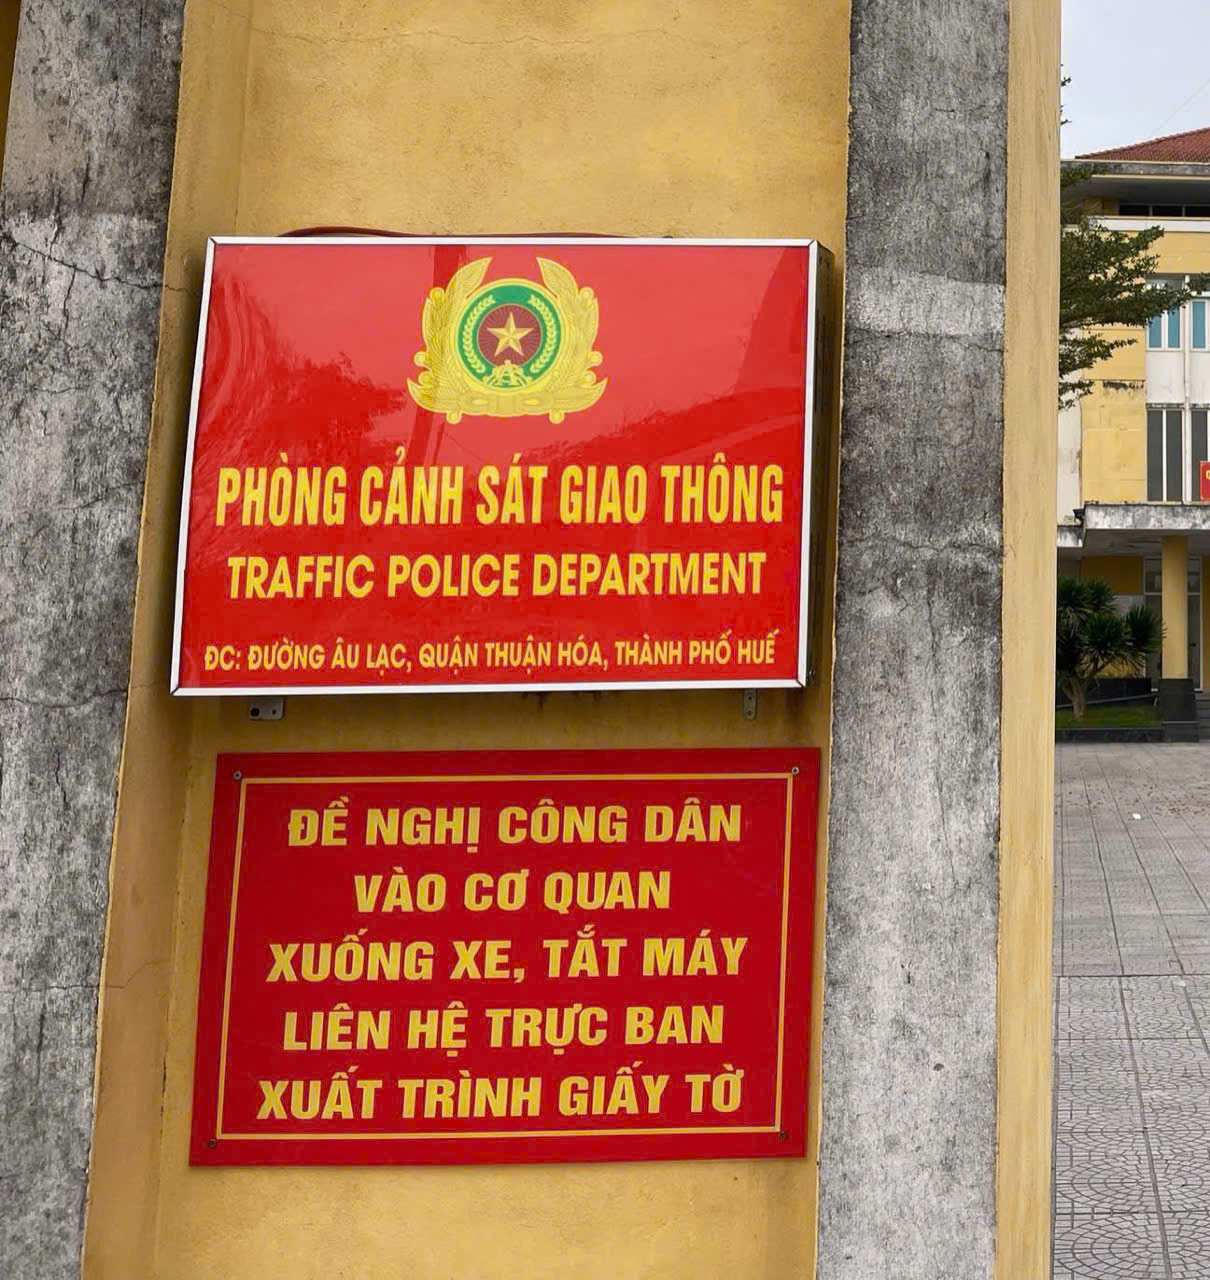 PHÒNG CẢNH SÁT GIAO THÔNG
TRAFFIC POLICE DEPARTMENT
ĐC: ĐƯỜNG ÂU LẠC, QUẬN THUẬN HÓA, THÀNH PHỐ HUẾ
ĐỀ NGHỊ CÔNG DÂN
VÀO CƠ QUAN
XUỐNG XE, TẮT MÁY
LIÊN HỆ TRỰC BAN
XUẤT TRÌNH GIẤY TỜ